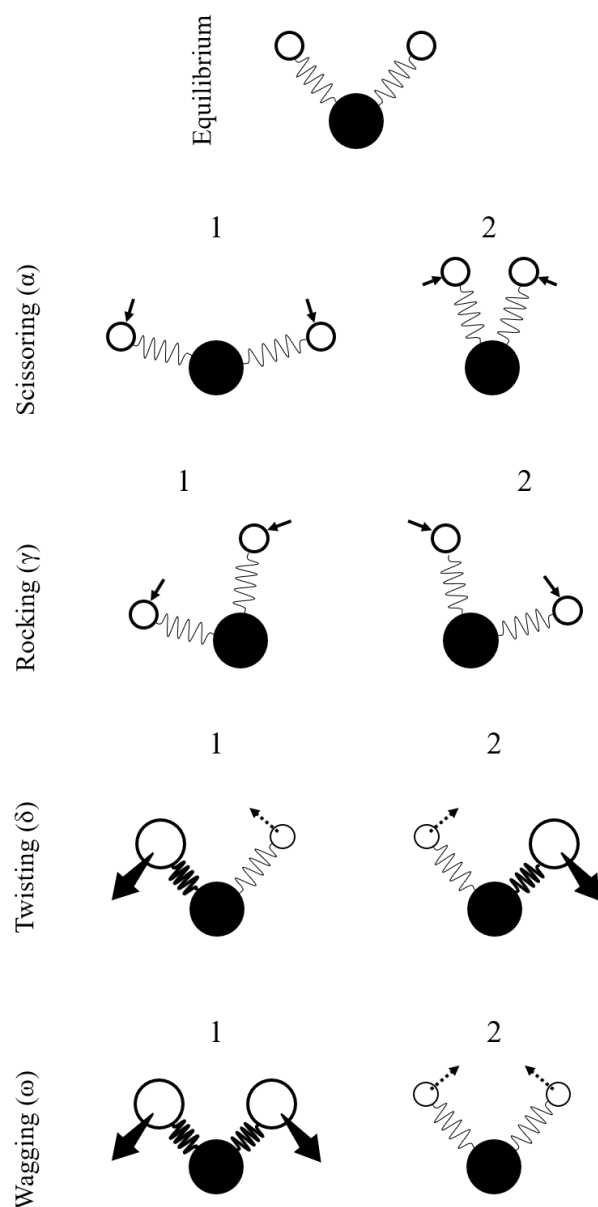 Equilibrium
1 2
Scissoring (α)
1 2
Rocking (γ)
1 2
Twisting (δ)
1 2
Wagging (ω)